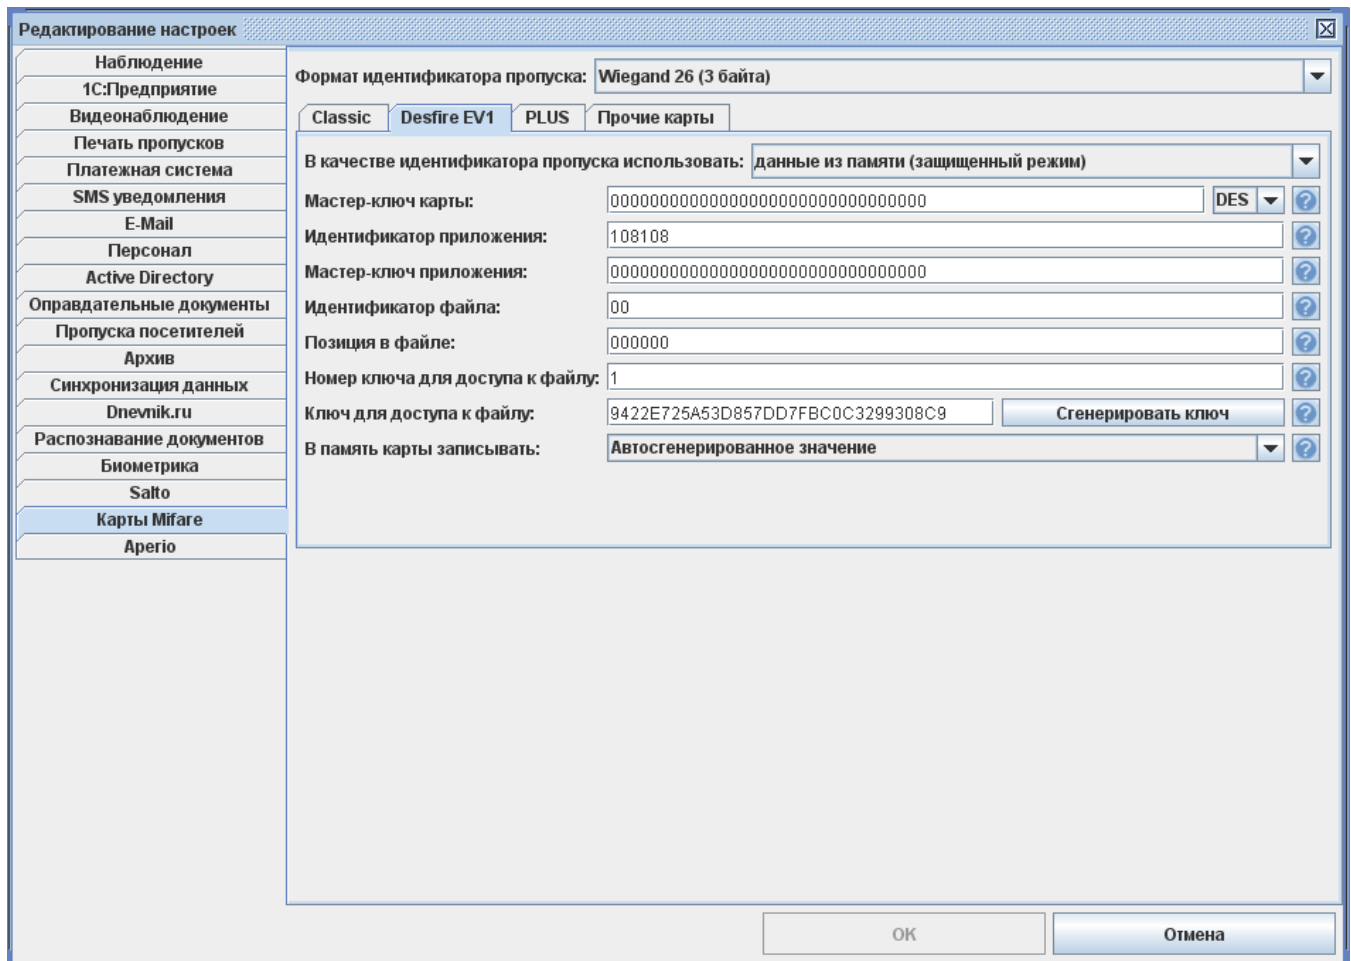 Редактирование настроек
Наблюдение
1С:Предприятие
Видеонаблюдение
Печать пропусков
Платежная система
SMS уведомления
E-Mail
Персонал
Active Directory
Оправдательные документы
Пропуска посетителей
Архив
Синхронизация данных
Dnevnik.ru
Распознавание документов
Биометрика
Salto
Карты Mifare
Aperio
Формат идентификатора пропуска: Wiegand 26 (3 байта)
Classic Desfire EV1 PLUS Прочие карты
В качестве идентификатора пропуска использовать: данные из памяти (защищенный режим)
Мастер-ключ карты: 00000000000000000000000000000000 DES ?
Идентификатор приложения: 108108 ?
Мастер-ключ приложения: 00000000000000000000000000000000 ?
Идентификатор файла: 00 ?
Позиция в файле: 000000 ?
Номер ключа для доступа к файлу: 1 ?
Ключ для доступа к файлу: 9422E725A53D857DD7FBC0C3299308C9 Сгенерировать ключ ?
В память карты записывать: Автосгенерированное значение ?
ОК Отмена